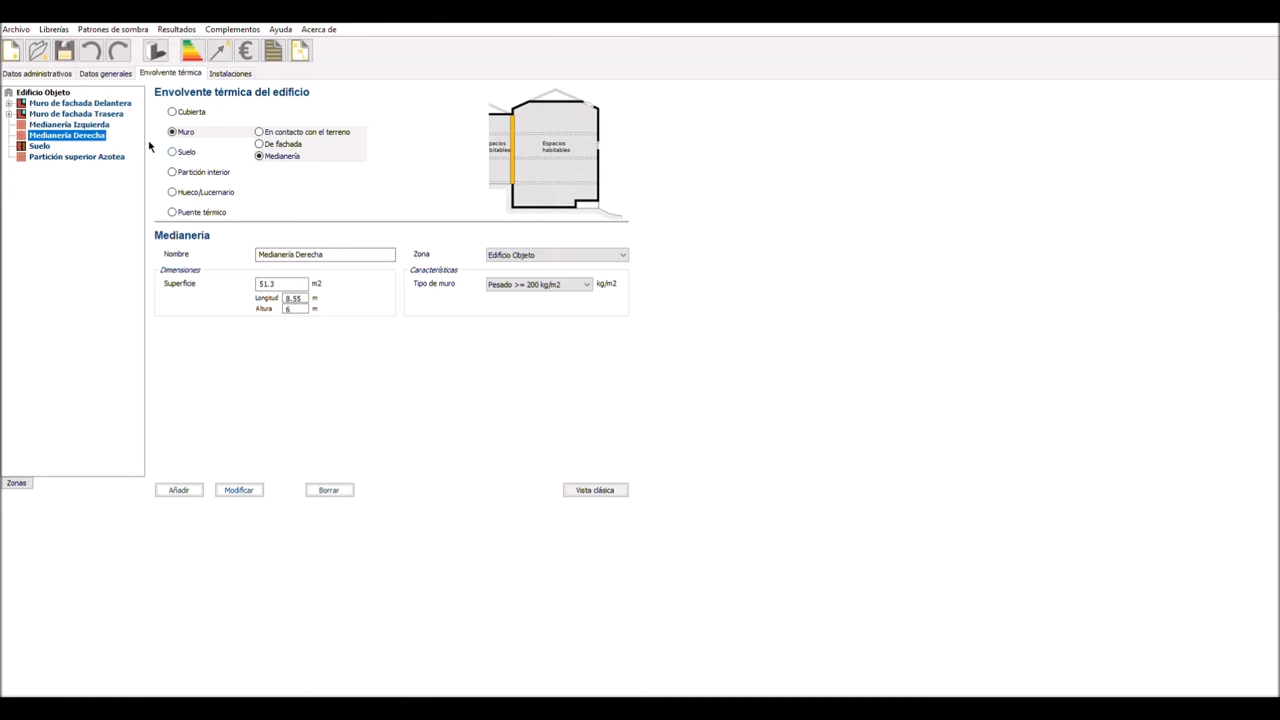 Archivo Librerías Patrones de sombra Resultados Complementos Ayuda Acerca de
€
Datos administrativos Datos generales Envolvente térmica Instalaciones
Edificio Objeto
Muro de fachada Delantera
Muro de fachada Trasera
Medianería Izquierda
Medianería Derecha
Suelo
Partición superior Azotea
Zonas
Envolvente térmica del edificio
Cubierta
Muro
Suelo
Partición interior
Hueco/Lucernario
Puente térmico
En contacto con el terreno
De fachada
Medianería
Espacios
habitables
Medianería
Nombre Medianería Derecha Zona Edificio Objeto
Dimensiones
Superficie 51.3 m2
Longitud 8.55 m
Altura 6 m
Características
Tipo de muro Pesado >= 200 kg/m2 kg/m2
Añadir Modificar Borrar Vista clásica